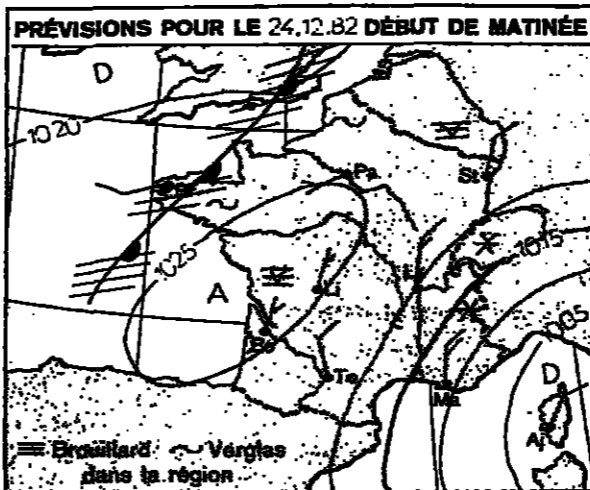 PRÉVISIONS POUR LE 24.12.82 DÉBUT DE MATINÉE
D
1020
Pa
St
1025
1015
A
1005
Bo
To
Ma
D
A
Brouillard Verglas
dans la région